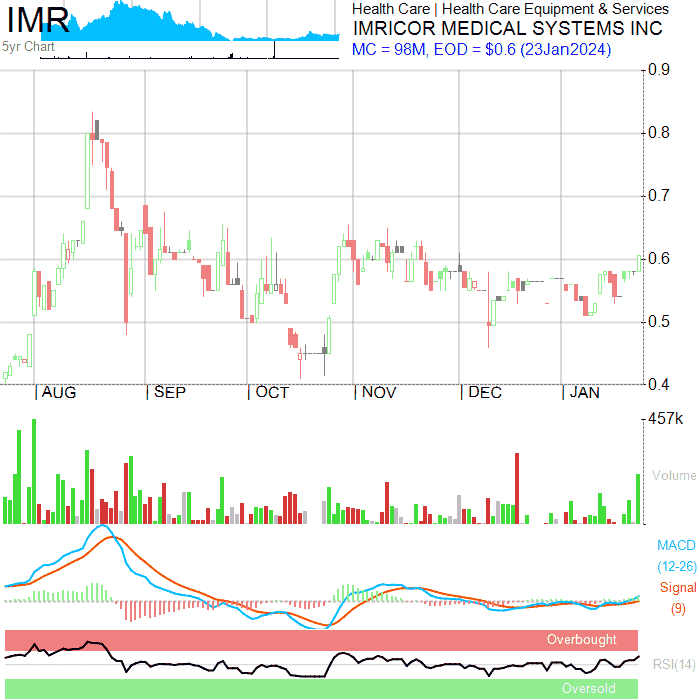 IMR
5yr Chart
Health Care | Health Care Equipment & Services
IMRICOR MEDICAL SYSTEMS INC
MC = 98M, EOD = $0.6 (23Jan2024)
0.9
0.8
0.7
0.6
0.5
0.4
| AUG | SEP | OCT | NOV | DEC | JAN
457k
Volume
MACD
(12-26)
Signal
(9)
Overbought
RSI(14)
Oversold